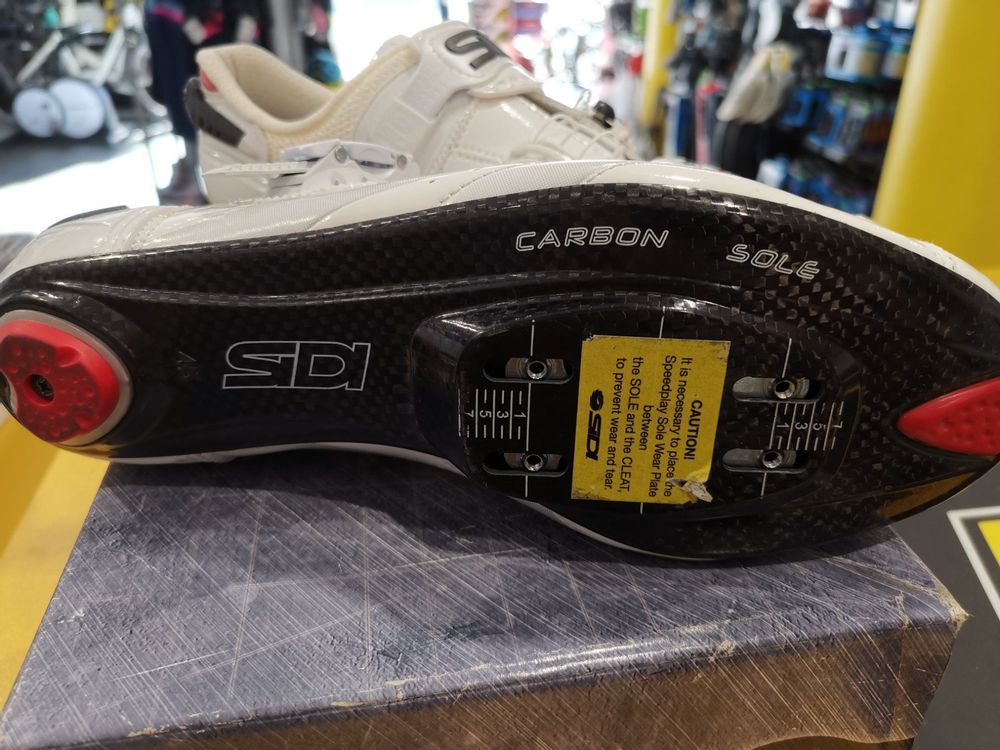 SIDI
CARBON
SOLE
SIDI
1
3
5
7
CAUTION!
It is necessary to place the
Speedplay Sole Wear Plate
between
the SOLE and the CLEAT,
to prevent wear and tear.
SIDI
7
5
3
1